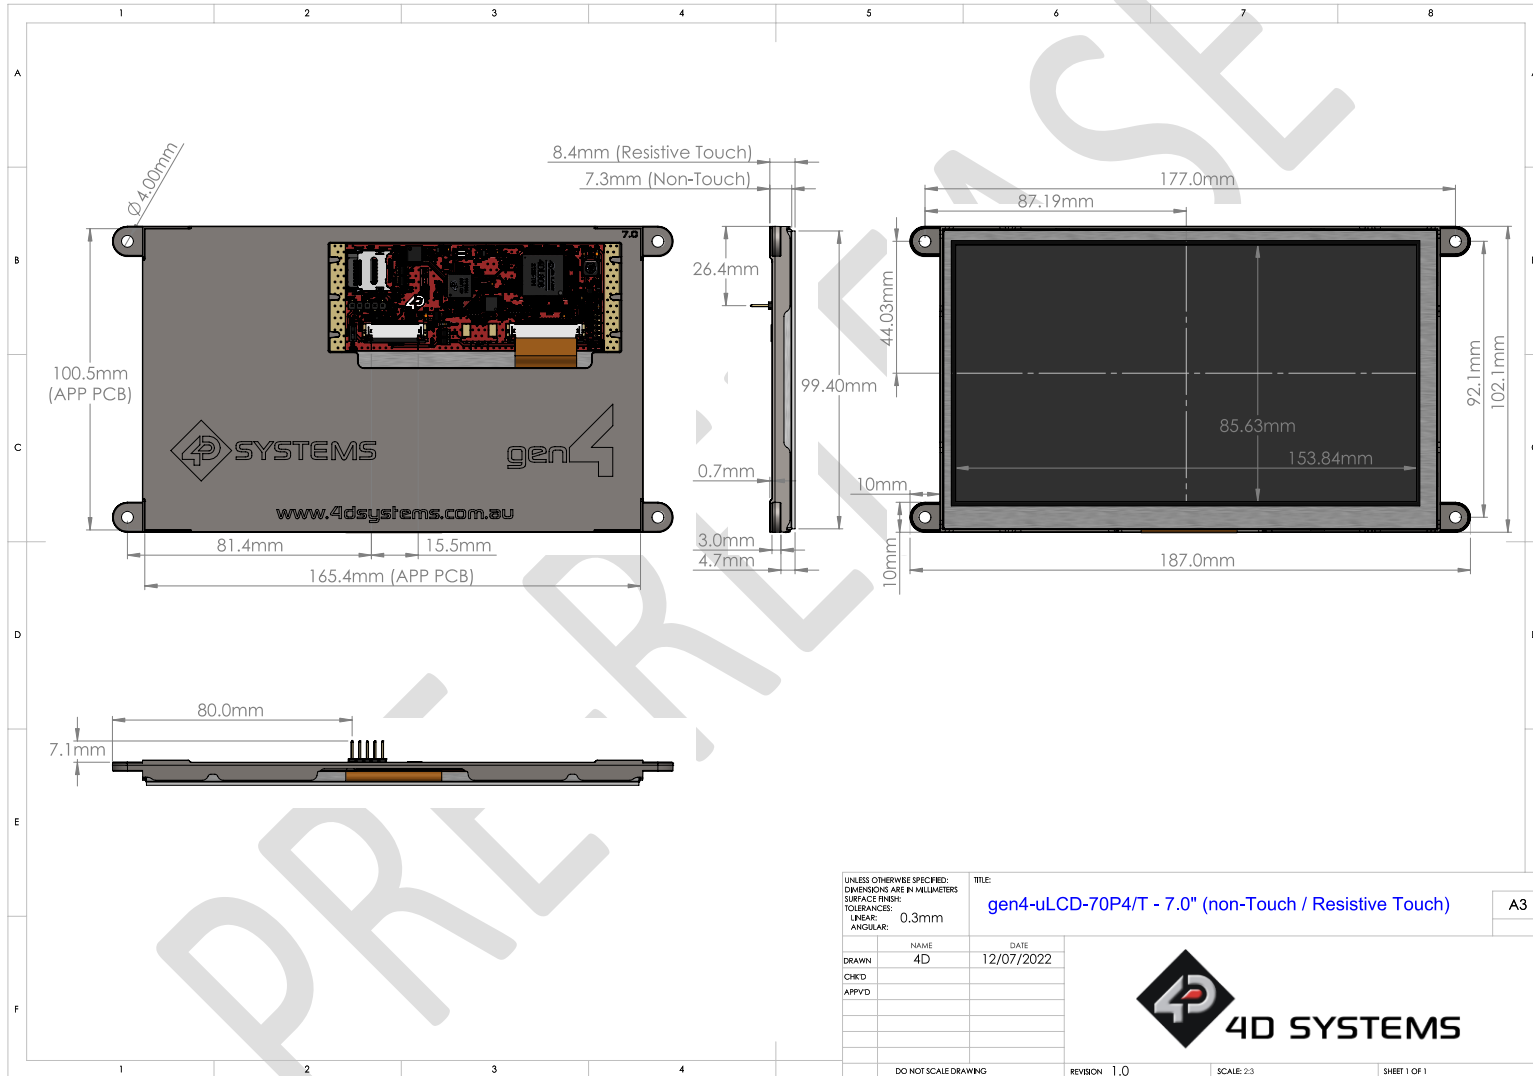 1 2 3 4 5 6 7 8
A
B
C
D
E
F
PRE RELEASE
Ø4.00mm
8.4mm (Resistive Touch)
7.3mm (Non-Touch)
7.0
4D
100.5mm
(APP PCB)
4D SYSTEMS
gen4
www.4dsystems.com.au
81.4mm
15.5mm
165.4mm (APP PCB)
26.4mm
99.40mm
0.7mm
3.0mm
4.7mm
177.0mm
87.19mm
44.03mm
92.1mm
102.1mm
85.63mm
153.84mm
10mm
10mm
187.0mm
80.0mm
7.1mm
UNLESS OTHERWISE SPECIFIED:
DIMENSIONS ARE IN MILLIMETERS
SURFACE FINISH:
TOLERANCES:
LINEAR: 0.3mm
ANGULAR:
TITLE:
gen4-uLCD-70P4/T - 7.0" (non-Touch / Resistive Touch)
A3
NAME DATE
DRAWN 4D 12/07/2022
CHK'D
APPV'D
4D SYSTEMS
DO NOT SCALE DRAWING
REVISION 1.0
SCALE: 2:3
SHEET 1 OF 1
1 2 3 4